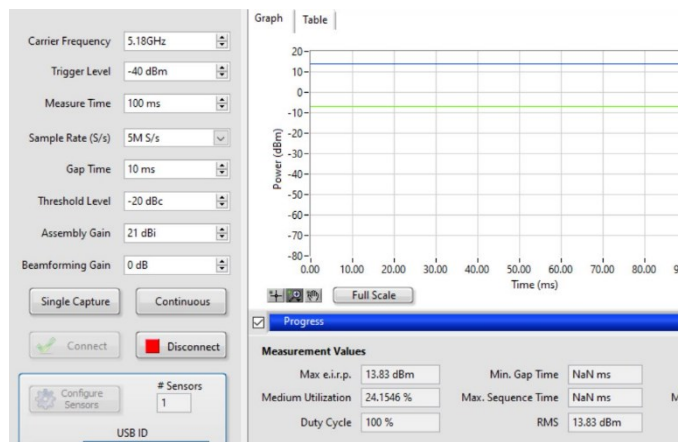 Graph Table
Carrier Frequency 5.18GHz
Trigger Level -40 dBm
Measure Time 100 ms
Sample Rate (S/s) 5M S/s
Gap Time 10 ms
Threshold Level -20 dBc
Assembly Gain 21 dBi
Beamforming Gain 0 dB
Single Capture Continuous
Connect Disconnect
Configure
Sensors
# Sensors
1
USB ID
Power (dBm)
20
10
0
-10
-20
-30
-40
-50
-60
-70
-80
0.00 10.00 20.00 30.00 40.00 50.00 60.00 70.00 80.00 9
Time (ms)
Full Scale
Progress
Measurement Values
Max e.i.r.p. 13.83 dBm Min. Gap Time NaN ms
Medium Utilization 24.1546 % Max. Sequence Time NaN ms M
Duty Cycle 100 % RMS 13.83 dBm